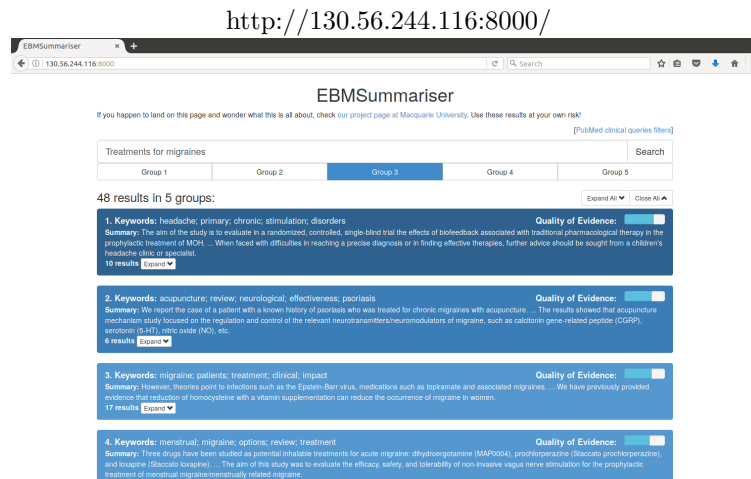 http://130.56.244.116:8000/
EBMSummariser × +
130.56.244.116:8000 Search
EBMSummariser
If you happen to land on this page and wonder what this is all about, check our project page at Macquarie University. Use these results at your own risk!
[PubMed clinical queries filters]
Treatments for migraines Search
Group 1 Group 2 Group 3 Group 4 Group 5
48 results in 5 groups: Expand All Close All
1. Keywords: headache; primary; chronic; stimulation; disorders Quality of Evidence:
Summary: The aim of the study is to evaluate in a randomized, controlled, single-blind trial the effects of biofeedback associated with traditional pharmacological therapy in the
prophylactic treatment of MOH. ... When faced with difficulties in reaching a precise diagnosis or in finding effective therapies, further advice should be sought from a children's
headache clinic or specialist.
10 results Expand
2. Keywords: acupuncture; review; neurological; effectiveness; psoriasis Quality of Evidence:
Summary: We report the case of a patient with a known history of psoriasis who was treated for chronic migraines with acupuncture. ... The results showed that acupuncture
mechanism study focused on the regulation and control of the relevant neurotransmitters/neuromodulators of migraine, such as calcitonin gene-related peptide (CGRP),
serotonin (5-HT), nitric oxide (NO), etc.
6 results Expand
3. Keywords: migraine; patients; treatment; clinical; impact Quality of Evidence:
Summary: However, theories point to infections such as the Epstein-Barr virus, medications such as topiramate and associated migraines. ... We have previously provided
evidence that reduction of homocysteine with a vitamin supplementation can reduce the occurrence of migraine in women.
17 results Expand
4. Keywords: menstrual; migraine; options; review; treatment Quality of Evidence:
Summary: Three drugs have been studied as potential inhalable treatments for acute migraine: dihydroergotamine (MAP0004), prochlorperazine (Staccato prochlorperazine),
and loxapine (Staccato loxapine). ... The aim of this study was to evaluate the efficacy, safety, and tolerability of non-invasive vagus nerve stimulation for the prophylactic
treatment of menstrual migraine/menstrually related migraine.